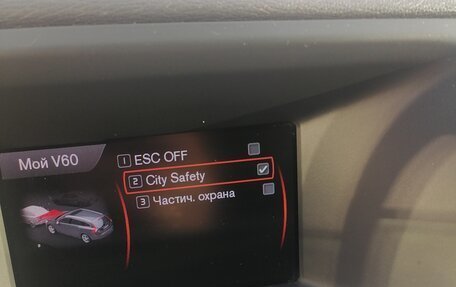 Мой V60
1 ESC OFF
2 City Safety
3 Частич. охрана